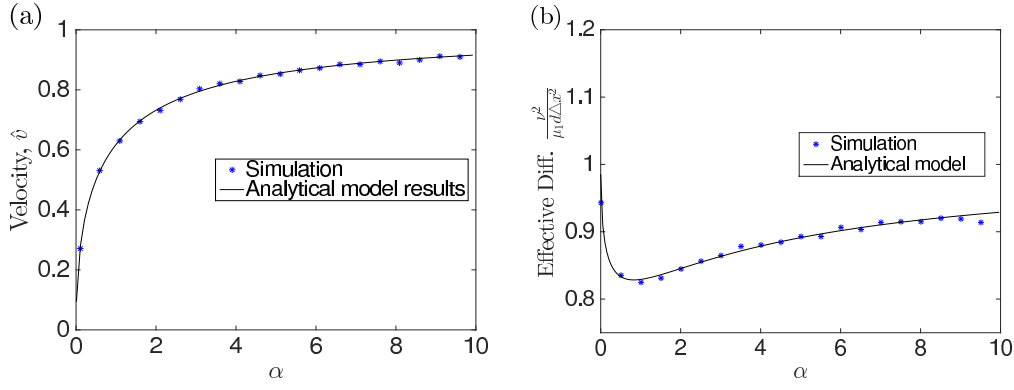 (a)
1
0.8
0.6
0.4
0.2
0
0 2 4 6 8 10
Velocity, v̂
α
Simulation
Analytical model results
(b)
1.2
1.1
1
0.9
0.8
0 2 4 6 8 10
Effective Diff. ν²/μ₁d△x²
α
Simulation
Analytical model